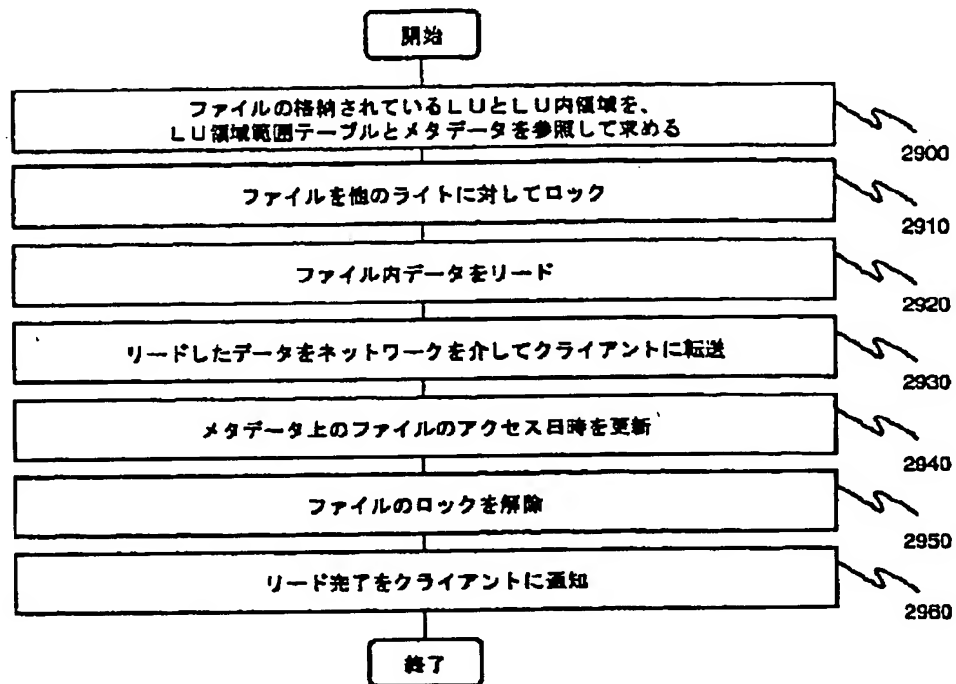 開始
ファイルの格納されているLUとLU内領域を、
LU領域範囲テーブルとメタデータを参照して求める
2900
ファイルを他のライトに対してロック
2910
ファイル内データをリード
2920
リードしたデータをネットワークを介してクライアントに転送
2930
メタデータ上のファイルのアクセス日時を更新
2940
ファイルのロックを解除
2950
リード完了をクライアントに通知
2960
終了